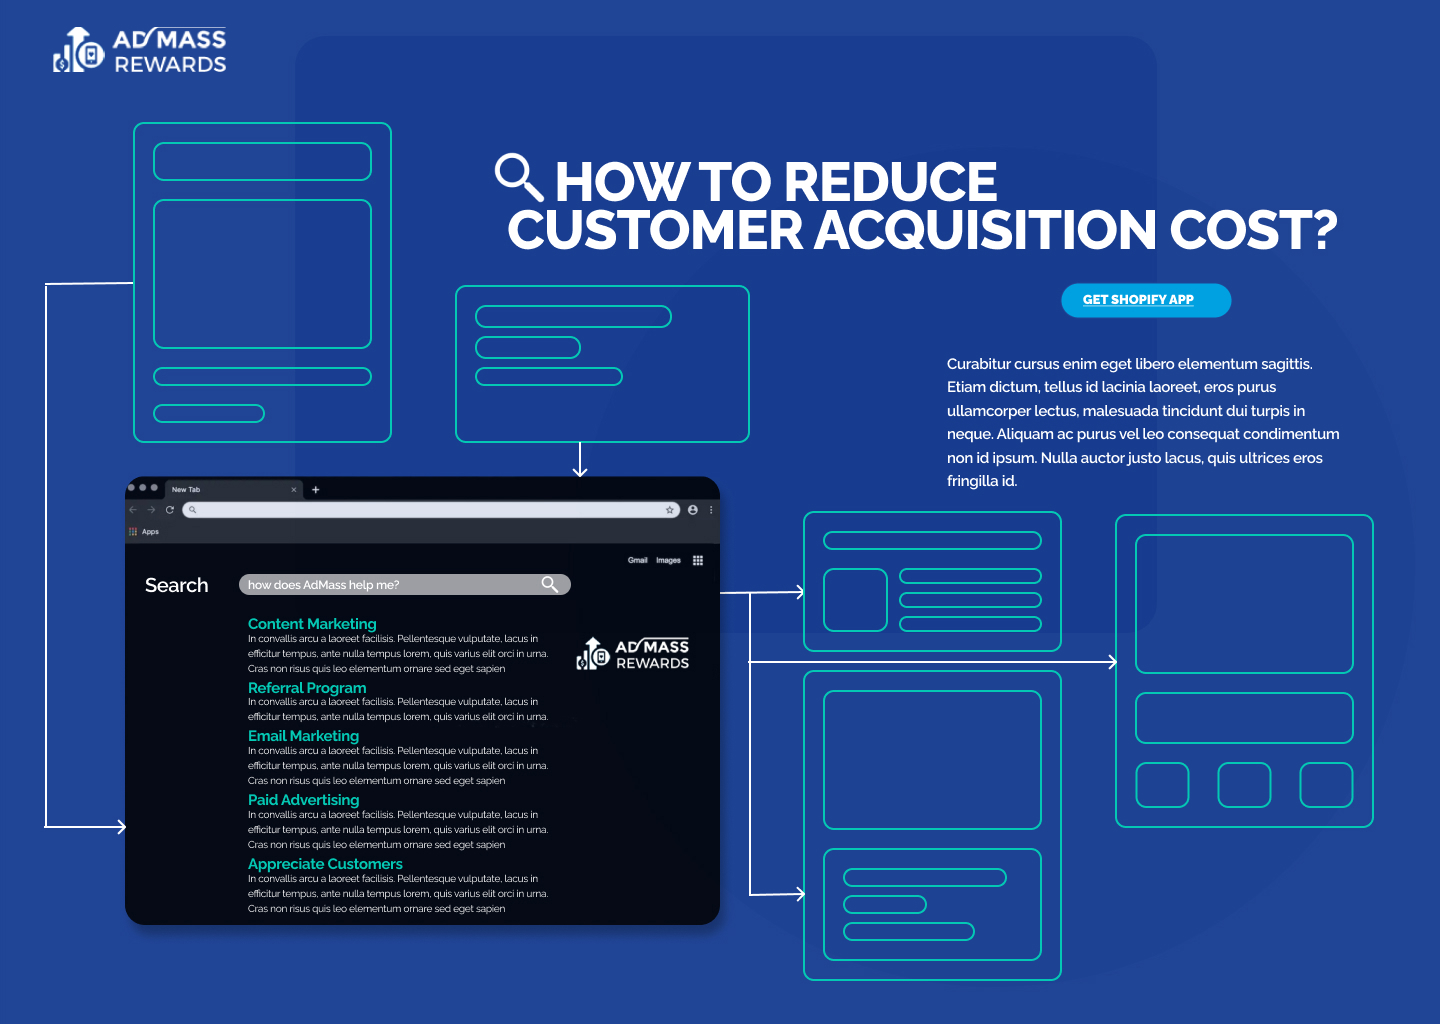 AD MASS
REWARDS
HOW TO REDUCE
CUSTOMER ACQUISITION COST?
GET SHOPIFY APP
Curabitur cursus enim eget libero elementum sagittis.
Etiam dictum, tellus id lacinia laoreet, eros purus
ullamcorper lectus, malesuada tincidunt dui turpis in
neque. Aliquam ac purus vel leo consequat condimentum
non id ipsum. Nulla auctor justo lacus, quis ultrices eros
fringilla id.
New Tab
Apps
Gmail Images
Search
how does AdMass help me?
Content Marketing
In convallis arcu a laoreet facilisis. Pellentesque vulputate, lacus in
efficitur tempus, ante nulla tempus lorem, quis varius elit orci in urna.
Cras non risus quis leo elementum ornare sed eget sapien
AD MASS
REWARDS
Referral Program
In convallis arcu a laoreet facilisis. Pellentesque vulputate, lacus in
efficitur tempus, ante nulla tempus lorem, quis varius elit orci in urna.
Email Marketing
In convallis arcu a laoreet facilisis. Pellentesque vulputate, lacus in
efficitur tempus, ante nulla tempus lorem, quis varius elit orci in urna.
Cras non risus quis leo elementum ornare sed eget sapien
Paid Advertising
In convallis arcu a laoreet facilisis. Pellentesque vulputate, lacus in
efficitur tempus, ante nulla tempus lorem, quis varius elit orci in urna.
Cras non risus quis leo elementum ornare sed eget sapien
Appreciate Customers
In convallis arcu a laoreet facilisis. Pellentesque vulputate, lacus in
efficitur tempus, ante nulla tempus lorem, quis varius elit orci in urna.
Cras non risus quis leo elementum ornare sed eget sapien